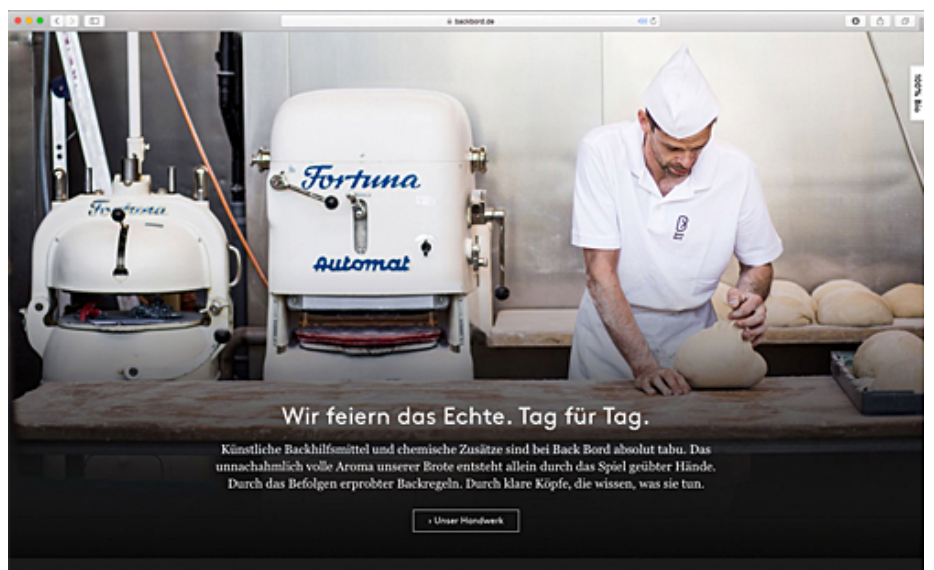 backbord.de
100% Bio
Fortuna
Fortuna
Automat
Wir feiern das Echte. Tag für Tag.
Künstliche Backhilfsmittel und chemische Zusätze sind bei Back Bord absolut tabu. Das
unnachahmlich volle Aroma unserer Brote entsteht allein durch das Spiel geübter Hände.
Durch das Befolgen erprobter Backregeln. Durch klare Köpfe, die wissen, was sie tun.
› Unser Handwerk